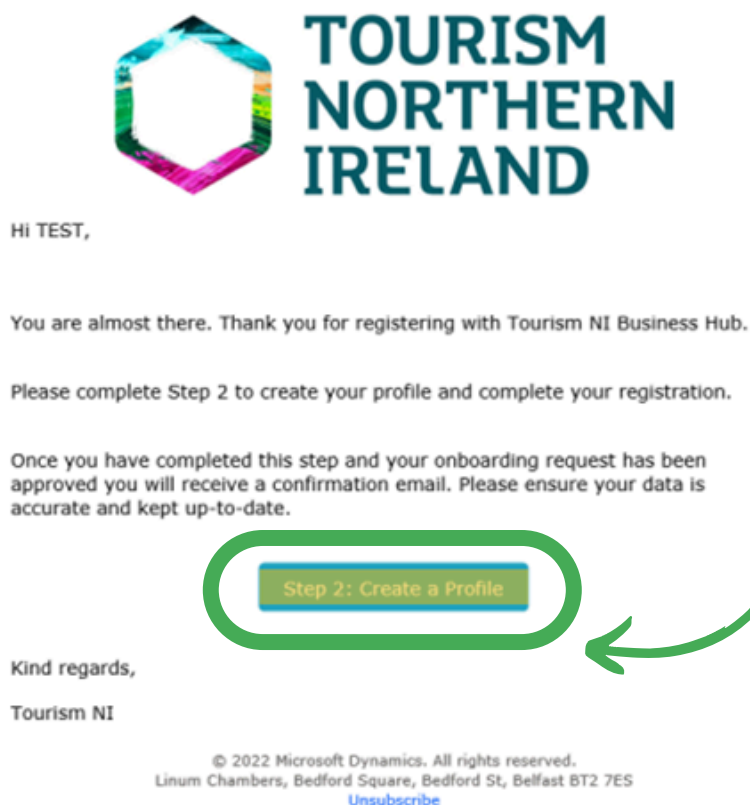 TOURISM
NORTHERN
IRELAND
Hi TEST,
You are almost there. Thank you for registering with Tourism NI Business Hub.
Please complete Step 2 to create your profile and complete your registration.
Once you have completed this step and your onboarding request has been
approved you will receive a confirmation email. Please ensure your data is
accurate and kept up-to-date.
Step 2: Create a Profile
Kind regards,
Tourism NI
© 2022 Microsoft Dynamics. All rights reserved.
Linum Chambers, Bedford Square, Bedford St, Belfast BT2 7ES
Unsubscribe